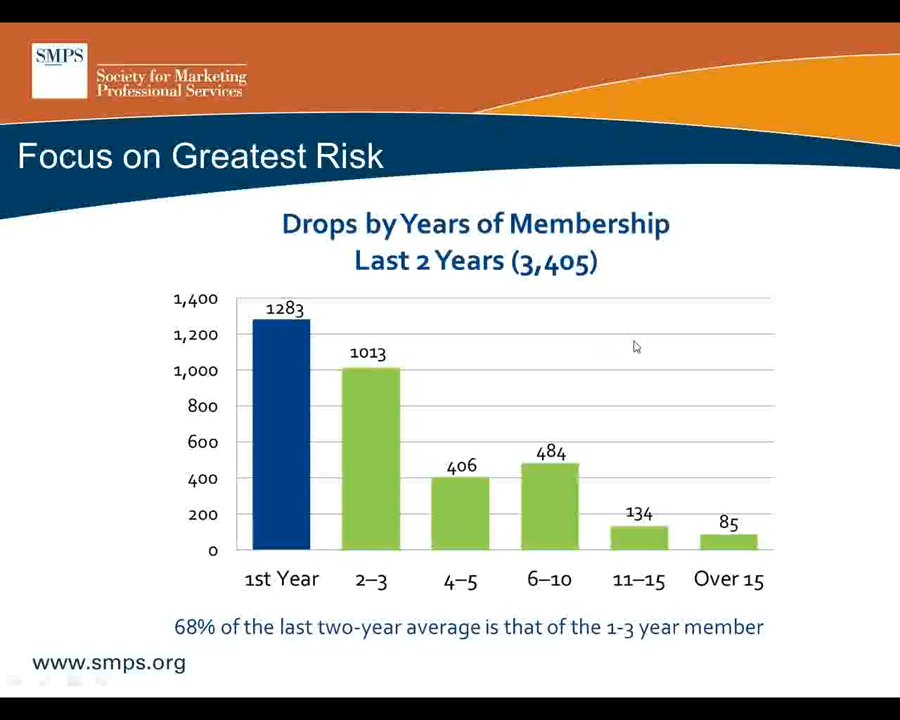 SMPS
Society for Marketing
Professional Services
Focus on Greatest Risk
Drops by Years of Membership
Last 2 Years (3,405)
1,400
1,200
1,000
800
600
400
200
0
1283
1013
406
484
134
85
1st Year 2–3 4–5 6–10 11–15 Over 15
68% of the last two-year average is that of the 1-3 year member
www.smps.org